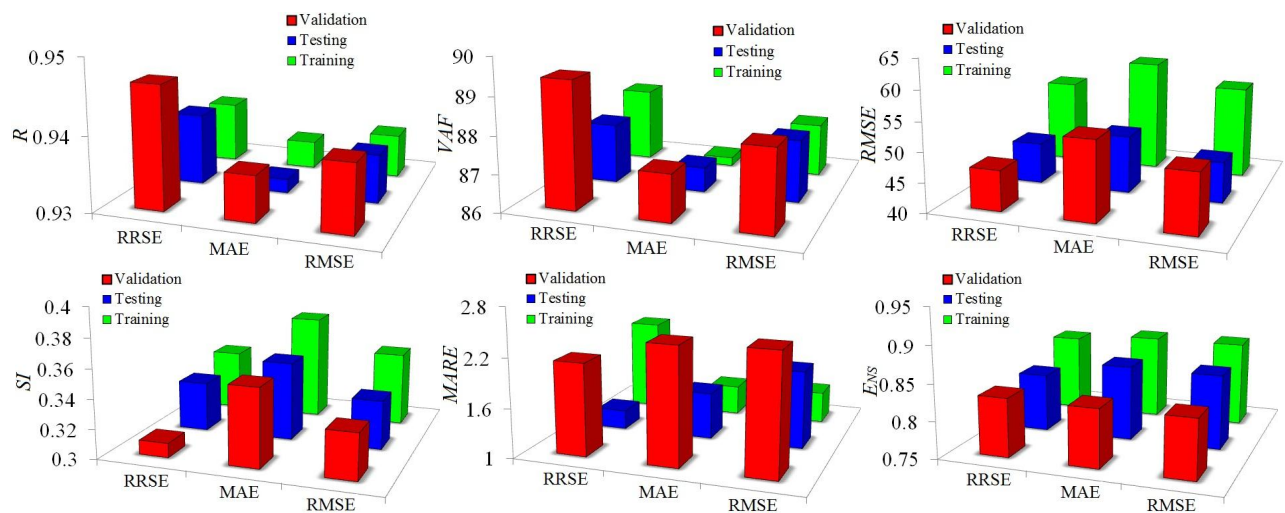 Validation
Testing
Training
0.95
0.94
0.93
R
RRSE
MAE
RMSE
Validation
Testing
Training
90
89
88
87
86
VAF
RRSE
MAE
RMSE
Validation
Testing
Training
65
60
55
50
45
40
RMSE
RRSE
MAE
RMSE
Validation
Testing
Training
0.4
0.38
0.36
0.34
0.32
0.3
SI
RRSE
MAE
RMSE
Validation
Testing
Training
2.8
2.2
1.6
1
MARE
RRSE
MAE
RMSE
Validation
Testing
Training
0.95
0.9
0.85
0.8
0.75
ENS
RRSE
MAE
RMSE